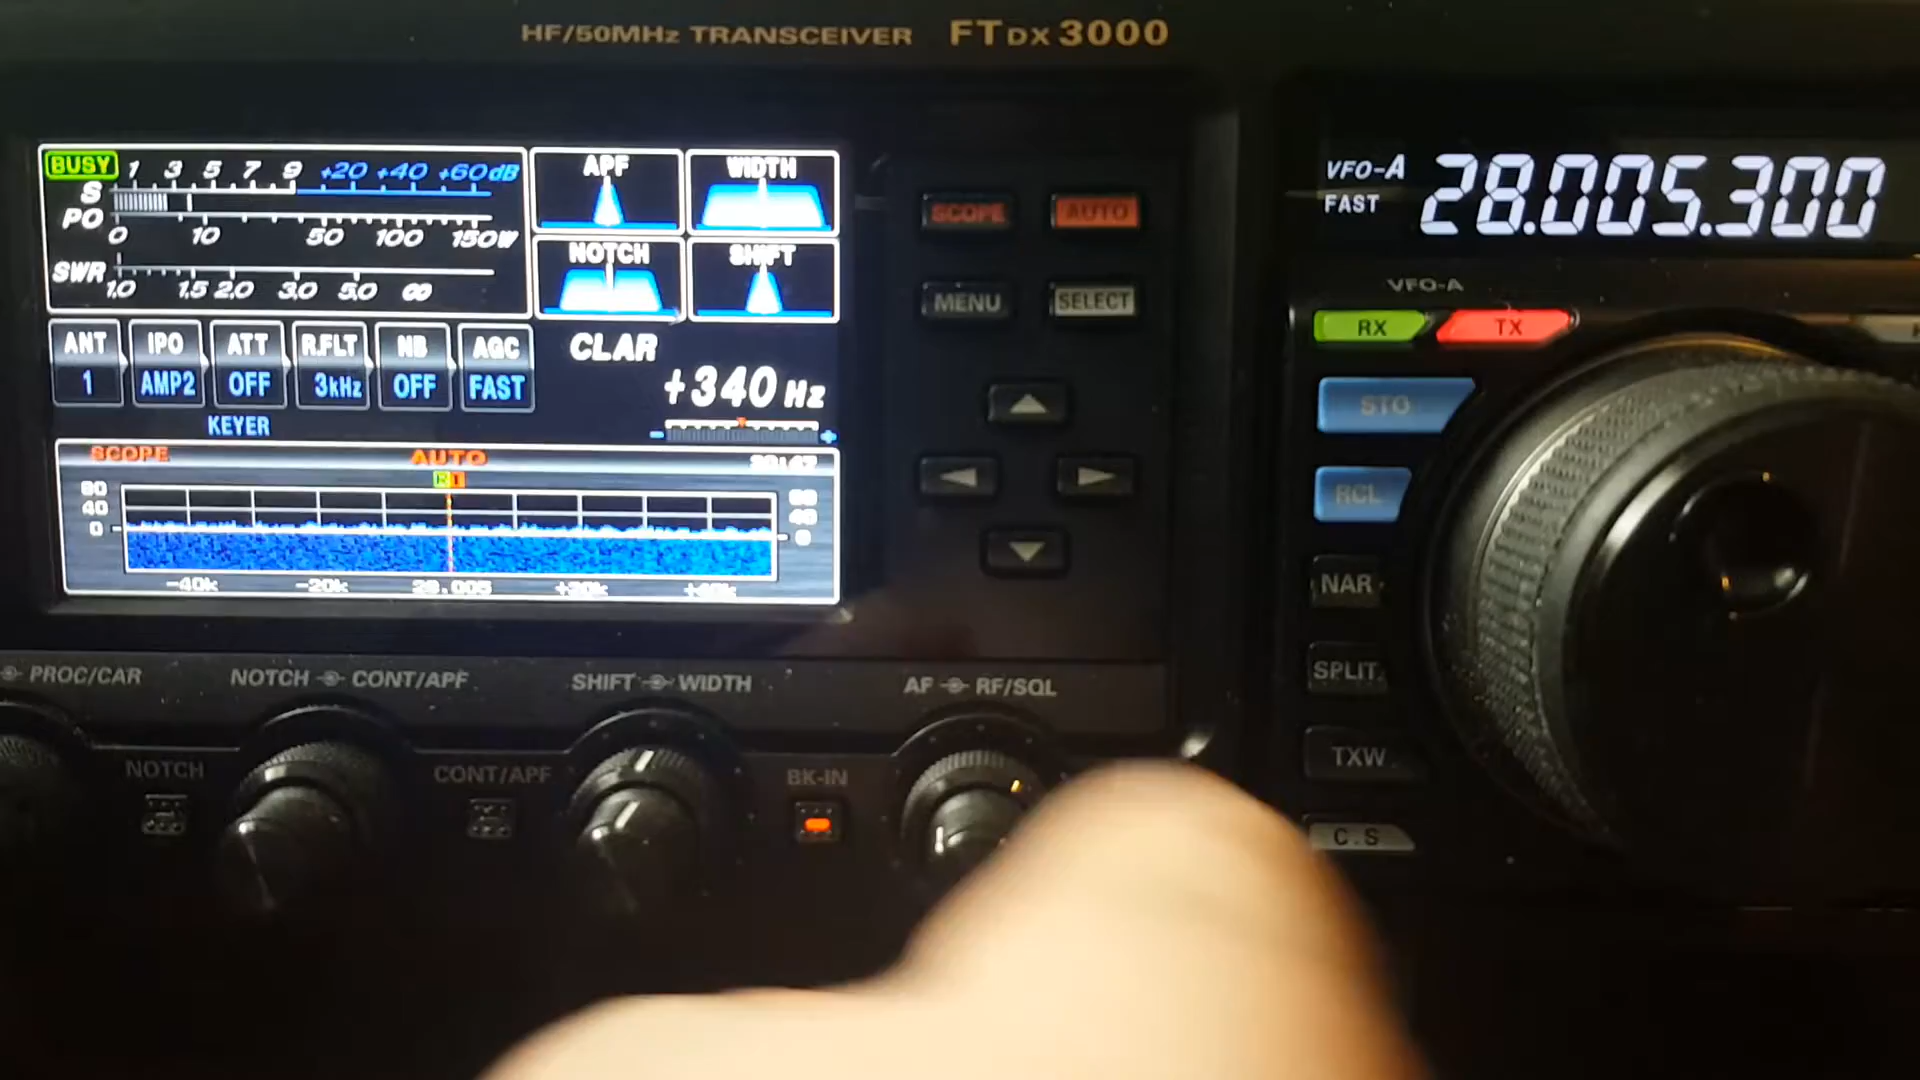 HF/50MHz TRANSCEIVER FTDX3000
BUSY 1 3 5 7 9 +20 +40 +60dB
S
PO
0 10 50 100 150W
SWR
1.0 1.5 2.0 3.0 5.0 ∞
APF WIDTH
NOTCH SHIFT
ANT IPO ATT R.FLT NB AGC
1 AMP2 OFF 3kHz OFF FAST
KEYER
CLAR
+340 Hz
- +
SCOPE AUTO
R T
80
40
0
40
0
-40k -20k 28.005 +20k +40k
SCOPE AUTO
MENU SELECT
VFO-A 28.005.300
FAST
VFO-A
RX TX
STO
RCL
NAR
SPLIT
TXW
C.S
PROC/CAR NOTCH CONT/APF SHIFT WIDTH AF RF/SQL
NOTCH CONT/APF BK-IN